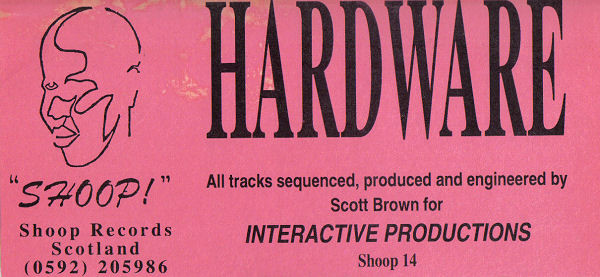 HARDWARE
"SHOOP!"
Shoop Records
Scotland
(0592) 205986
All tracks sequenced, produced and engineered by
Scott Brown for
INTERACTIVE PRODUCTIONS
Shoop 14